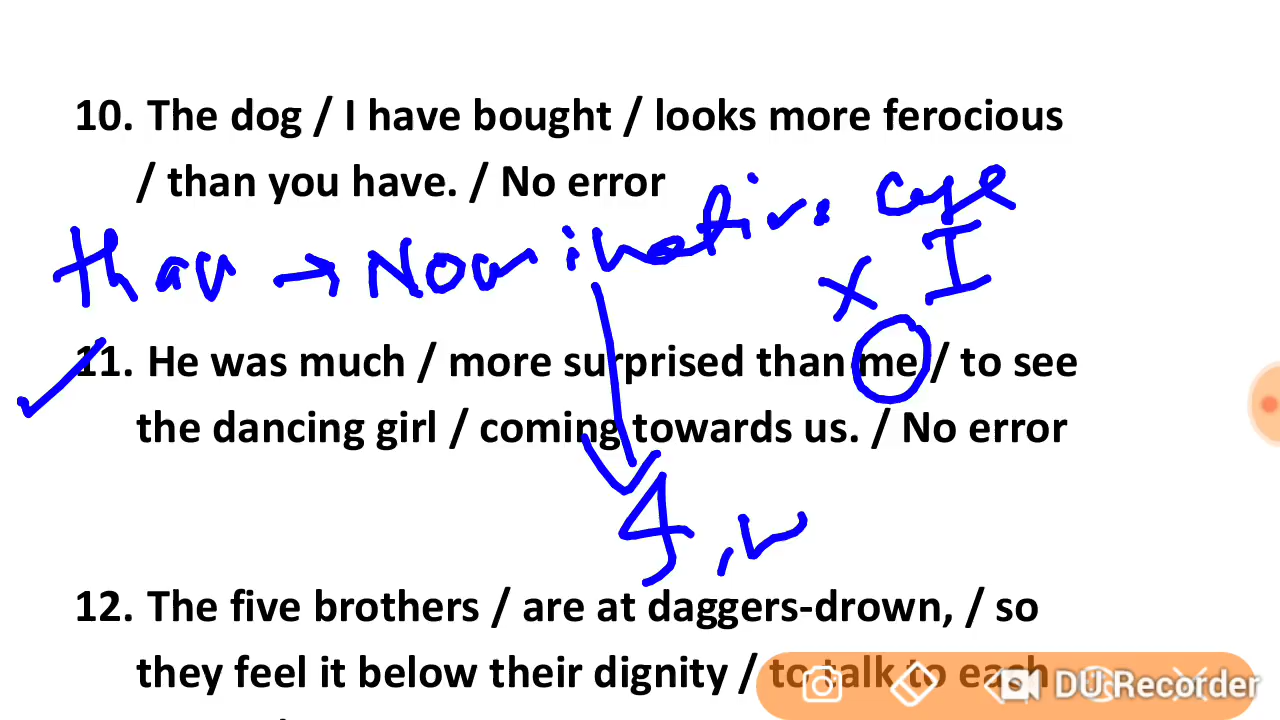 10. The dog / I have bought / looks more ferocious
/ than you have. / No error
than → Nominative case
X I
11. He was much / more surprised than me / to see
the dancing girl / coming towards us. / No error
12. The five brothers / are at daggers-drown, / so
they feel it below their dignity / to talk to each
DU Recorder